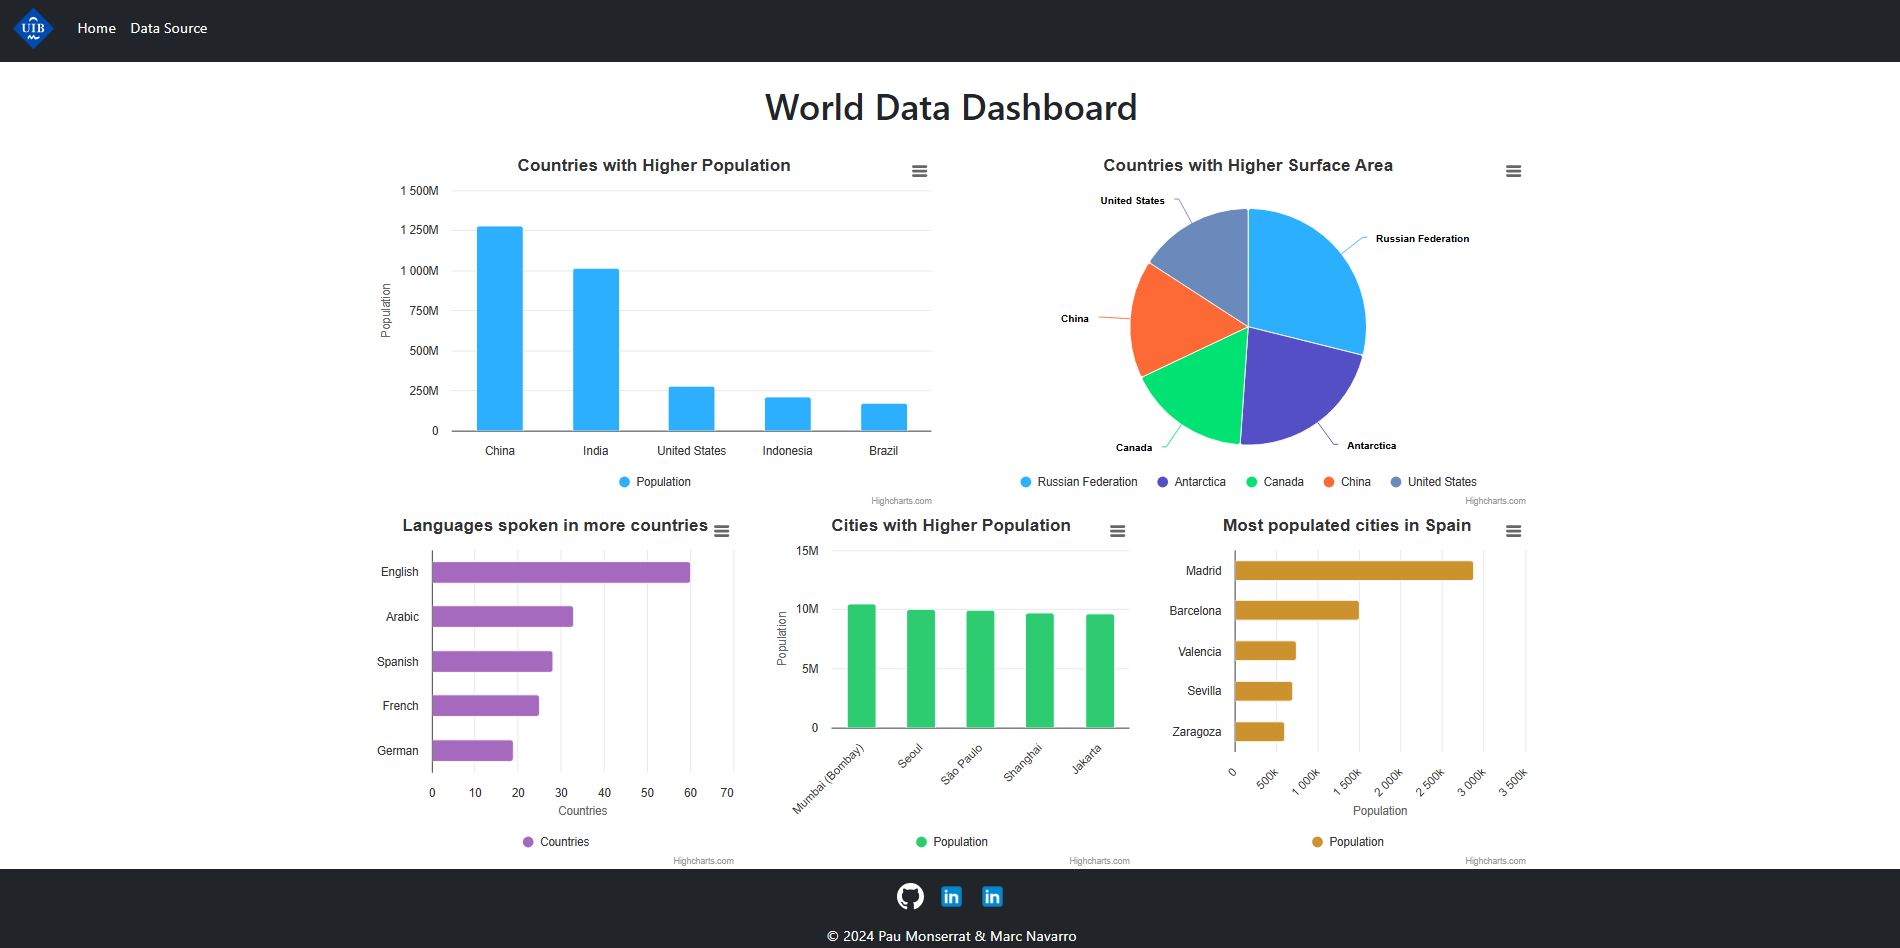 UIB
Home
Data Source
World Data Dashboard
Countries with Higher Population
1 500M
1 250M
1 000M
750M
500M
250M
0
Population
China
India
United States
Indonesia
Brazil
Population
Highcharts.com
Countries with Higher Surface Area
United States
Russian Federation
China
Canada
Antarctica
Russian Federation
Antarctica
Canada
China
United States
Highcharts.com
Languages spoken in more countries
English
Arabic
Spanish
French
German
0
10
20
30
40
50
60
70
Countries
Countries
Highcharts.com
Cities with Higher Population
15M
10M
5M
0
Population
Mumbai (Bombay)
Seoul
São Paulo
Shanghai
Jakarta
Population
Highcharts.com
Most populated cities in Spain
Madrid
Barcelona
Valencia
Sevilla
Zaragoza
0
500k
1 000k
1 500k
2 000k
2 500k
3 000k
3 500k
Population
Population
Highcharts.com
in
in
© 2024 Pau Monserrat & Marc Navarro